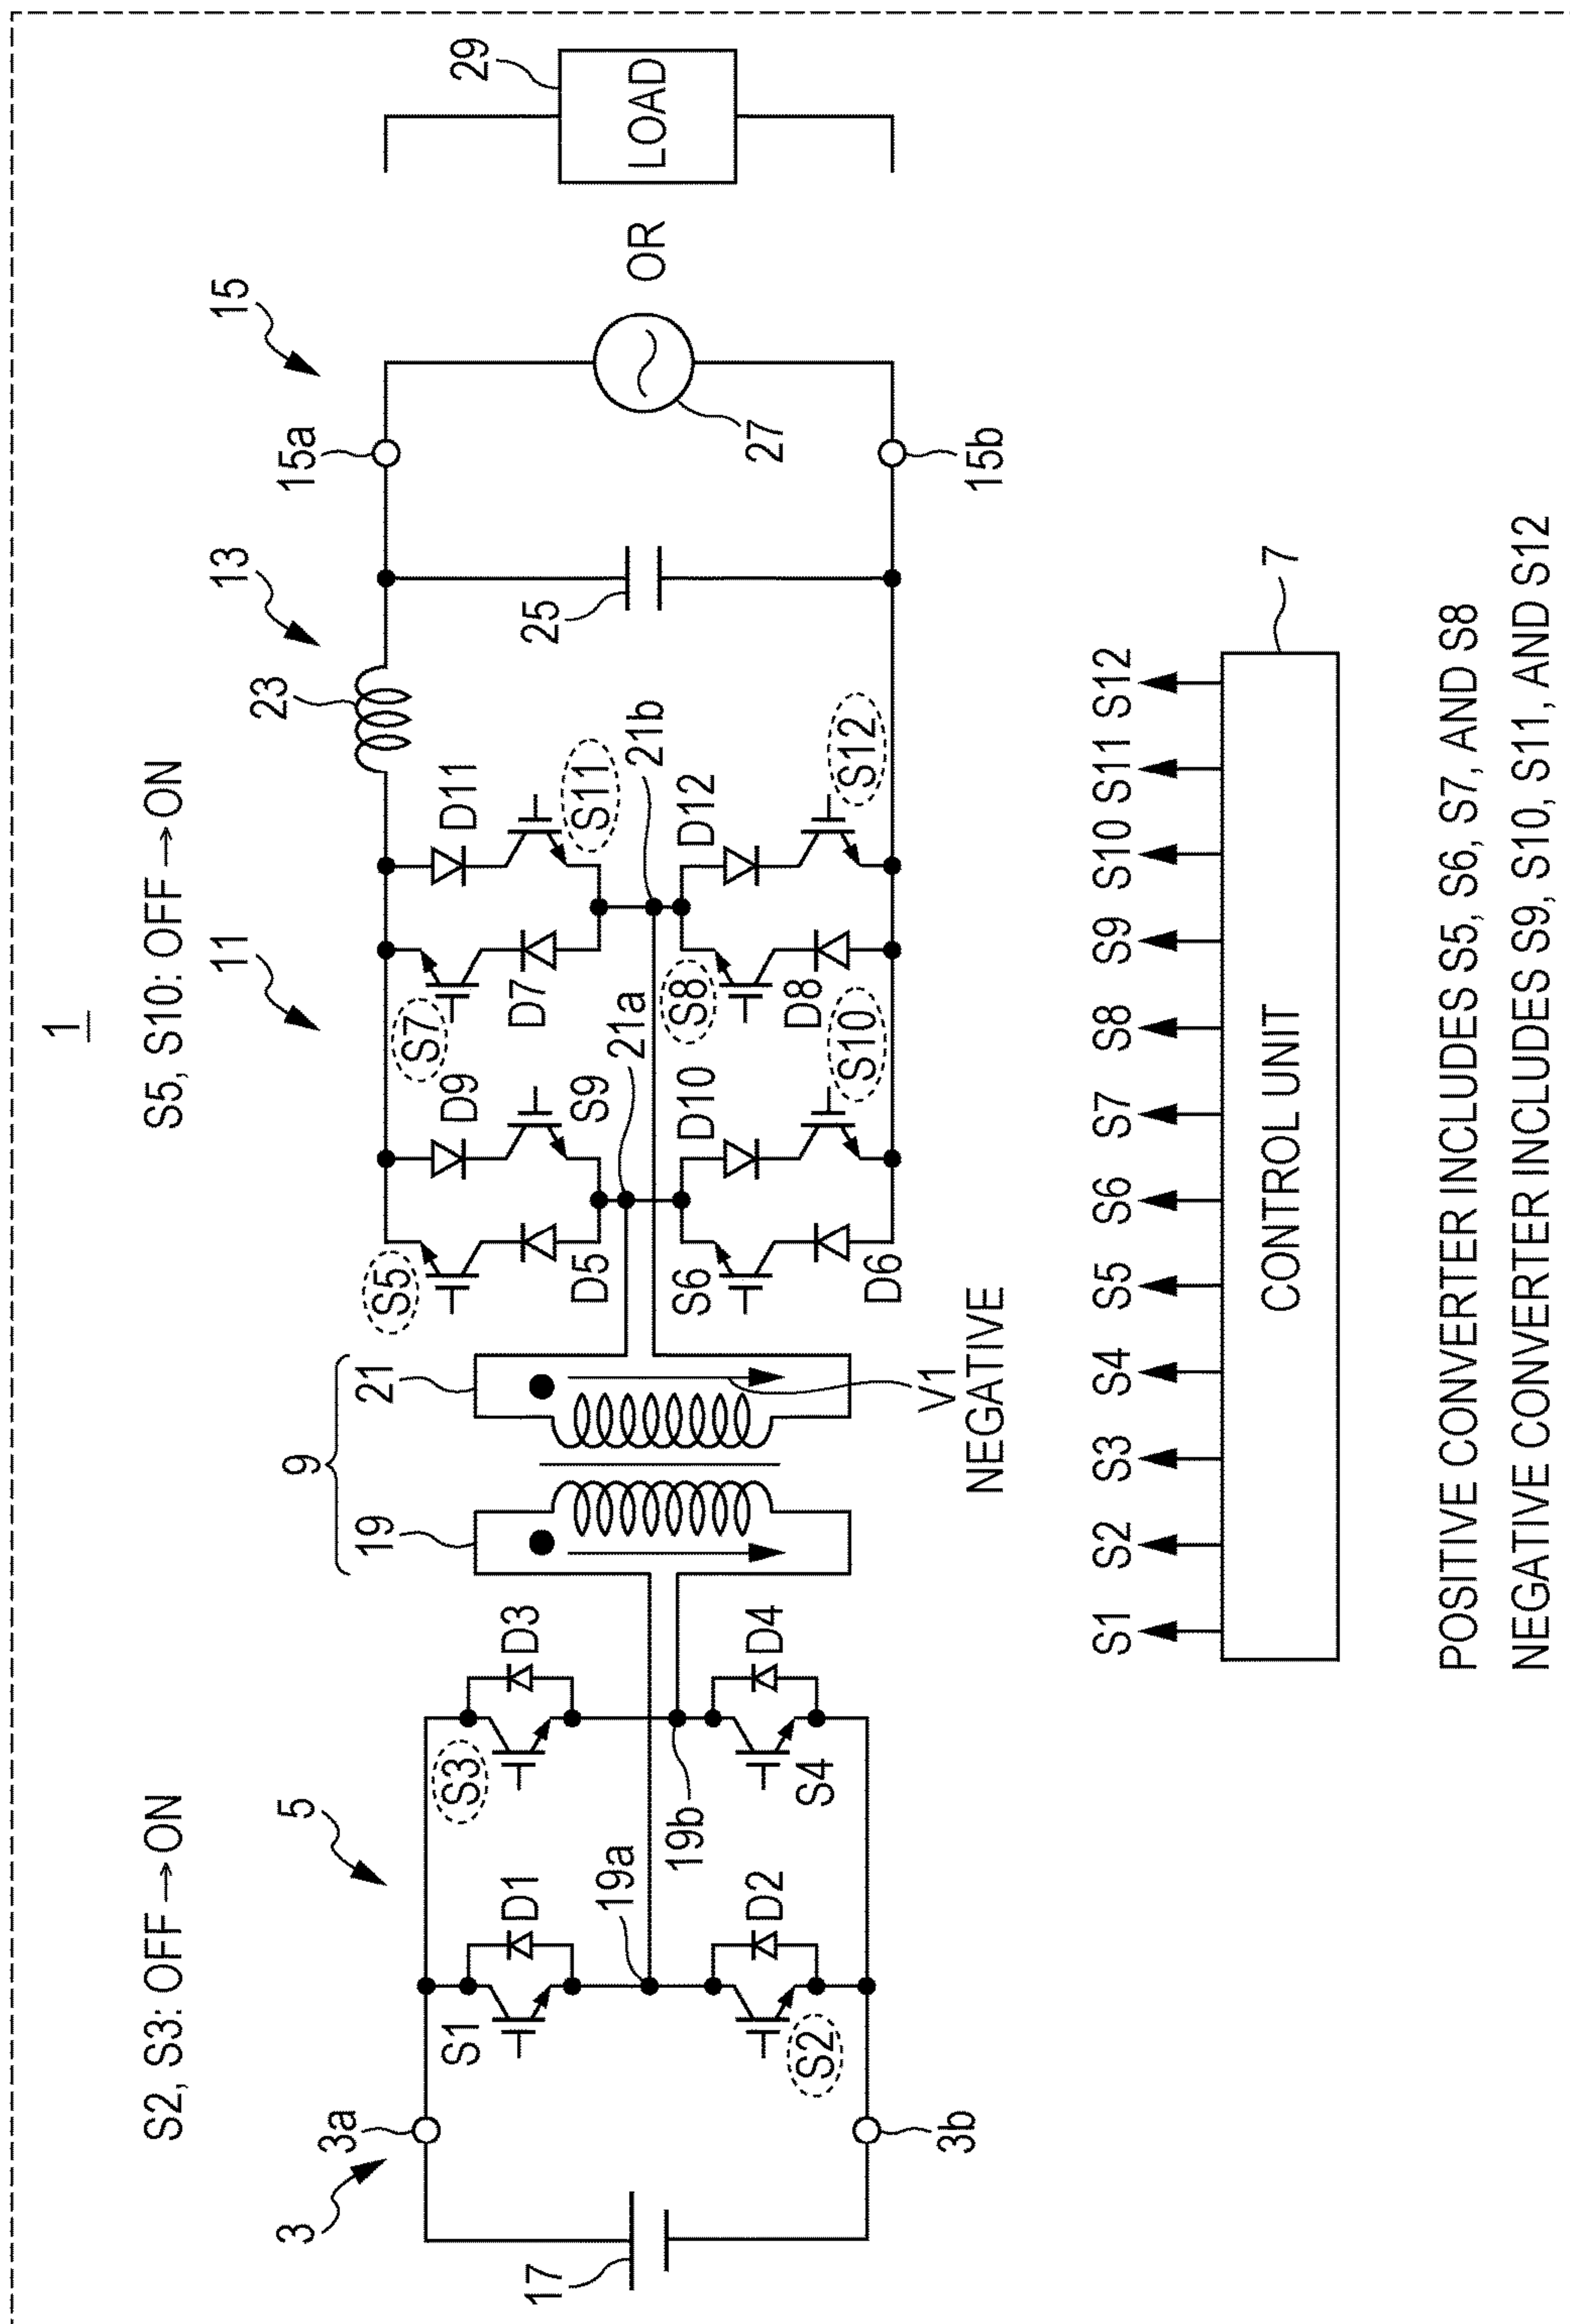 1
S2, S3: OFF → ON
S5, S10: OFF → ON
3
3a
5
9
11
13
15
15a
29
LOAD
OR
17
3b
S1
D1
S2
D2
19a
S3
D3
19b
S4
D4
19
21
V1
NEGATIVE
S5
D5
D9
S9
S6
D6
D10
S10
21a
S7
D7
D11
S11
21b
S8
D8
D12
S12
23
25
27
15b
S1 S2 S3 S4 S5 S6 S7 S8 S9 S10 S11 S12
CONTROL UNIT
7
POSITIVE CONVERTER INCLUDES S5, S6, S7, AND S8
NEGATIVE CONVERTER INCLUDES S9, S10, S11, AND S12